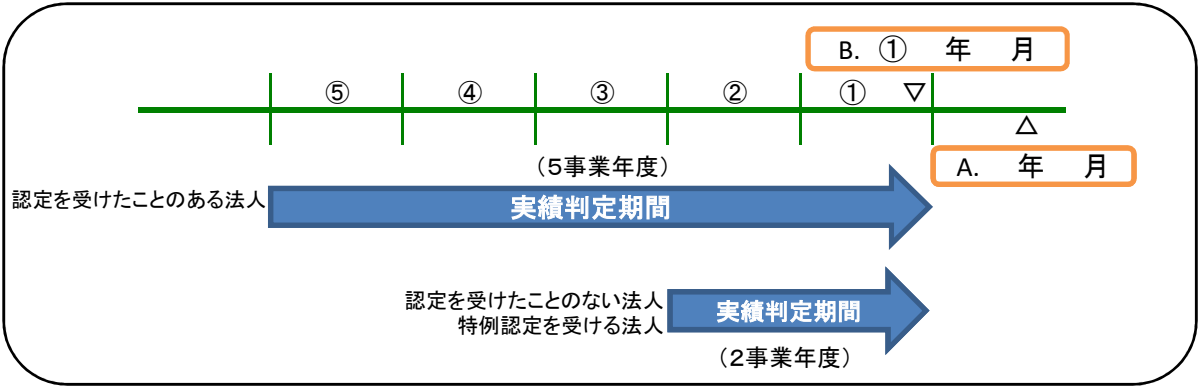 B. ① 年 月
⑤ ④ ③ ② ① ▽
△
A. 年 月
（５事業年度）
認定を受けたことのある法人
実績判定期間
認定を受けたことのない法人
特例認定を受ける法人
実績判定期間
（２事業年度）